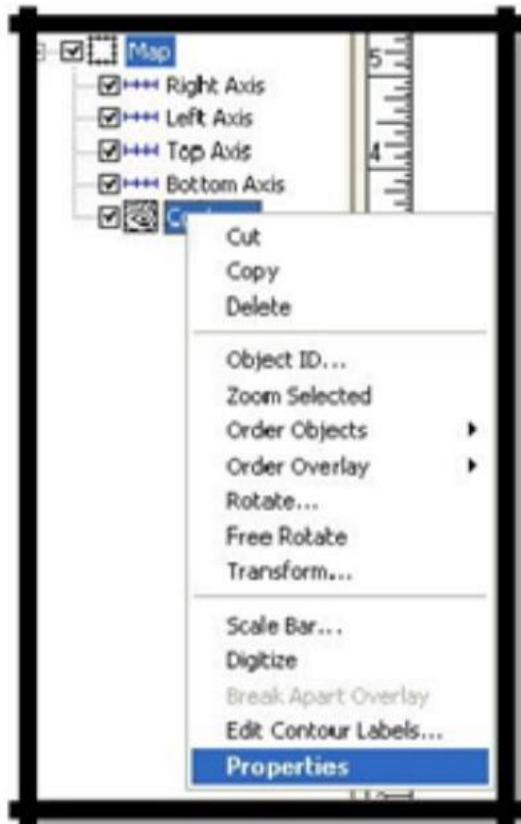 Map
5
Right Axis
Left Axis
Top Axis
4
Bottom Axis
Cut
Copy
Delete
Object ID...
Zoom Selected
Order Objects
Order Overlay
Rotate...
Free Rotate
Transform...
Scale Bar...
Digitize
Break Apart Overlay
Edit Contour Labels...
Properties